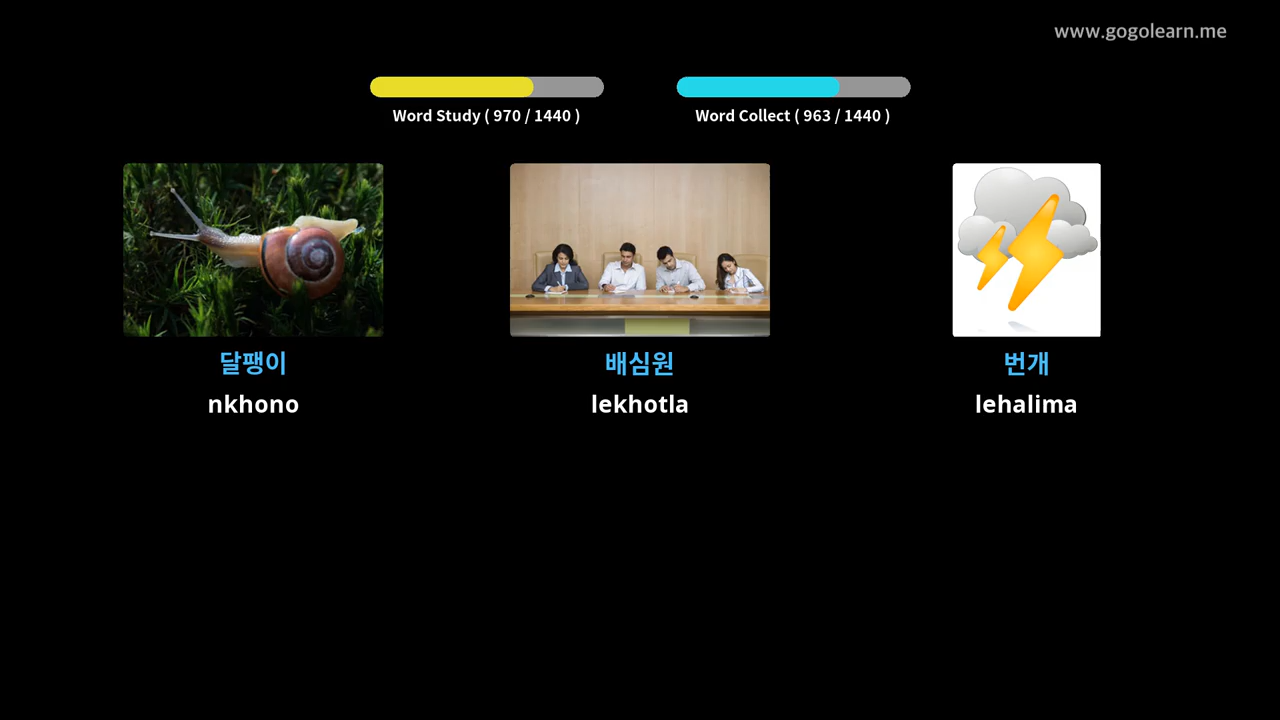 www.gogolearn.me
Word Study ( 970 / 1440 )
Word Collect ( 963 / 1440 )
달팽이
배심원
번개
nkhono
lekhotla
lehalima